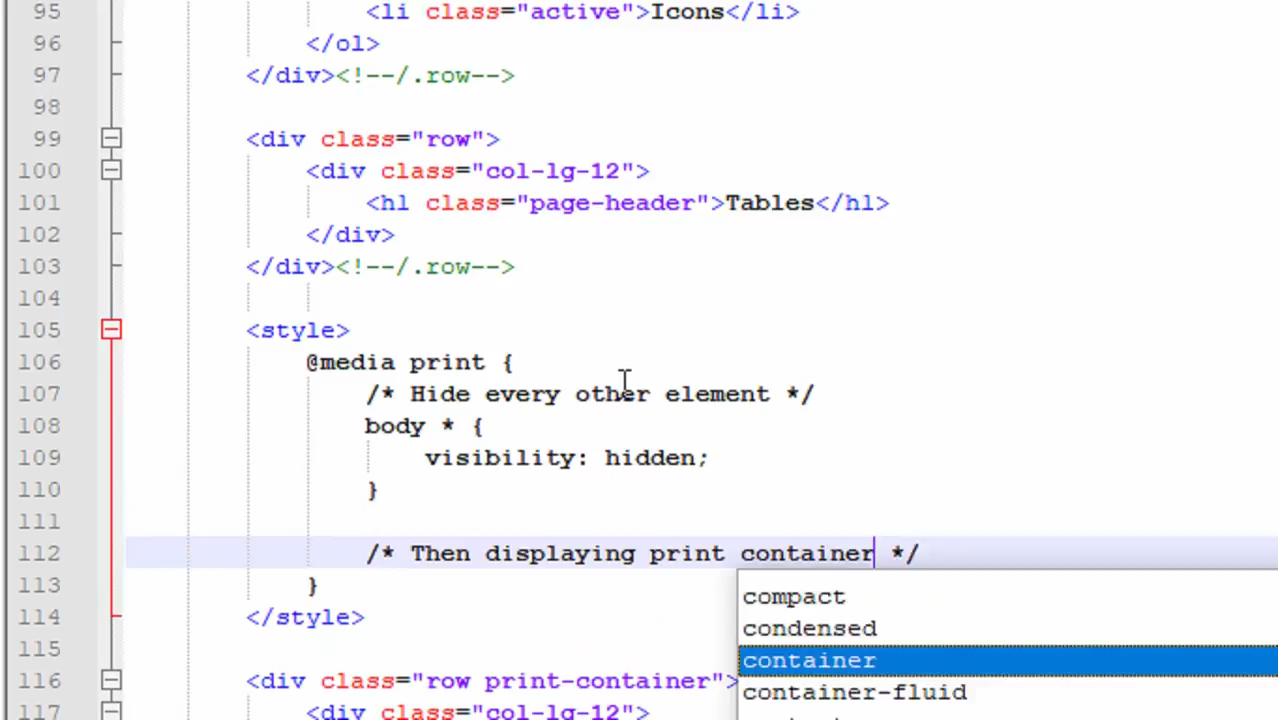 95 <li class="active">Icons</li>
96 </ol>
97 </div><!--/.row-->
98
99 <div class="row">
100 <div class="col-lg-12">
101 <h1 class="page-header">Tables</h1>
102 </div>
103 </div><!--/.row-->
104
105 <style>
106 @media print {
107 /* Hide every other element */
108 body * {
109 visibility: hidden;
110 }
111
112 /* Then displaying print container */
113 }
114 </style>
115
116 <div class="row print-container">
117 <div class="col-lg-12">
compact
condensed
container
container-fluid